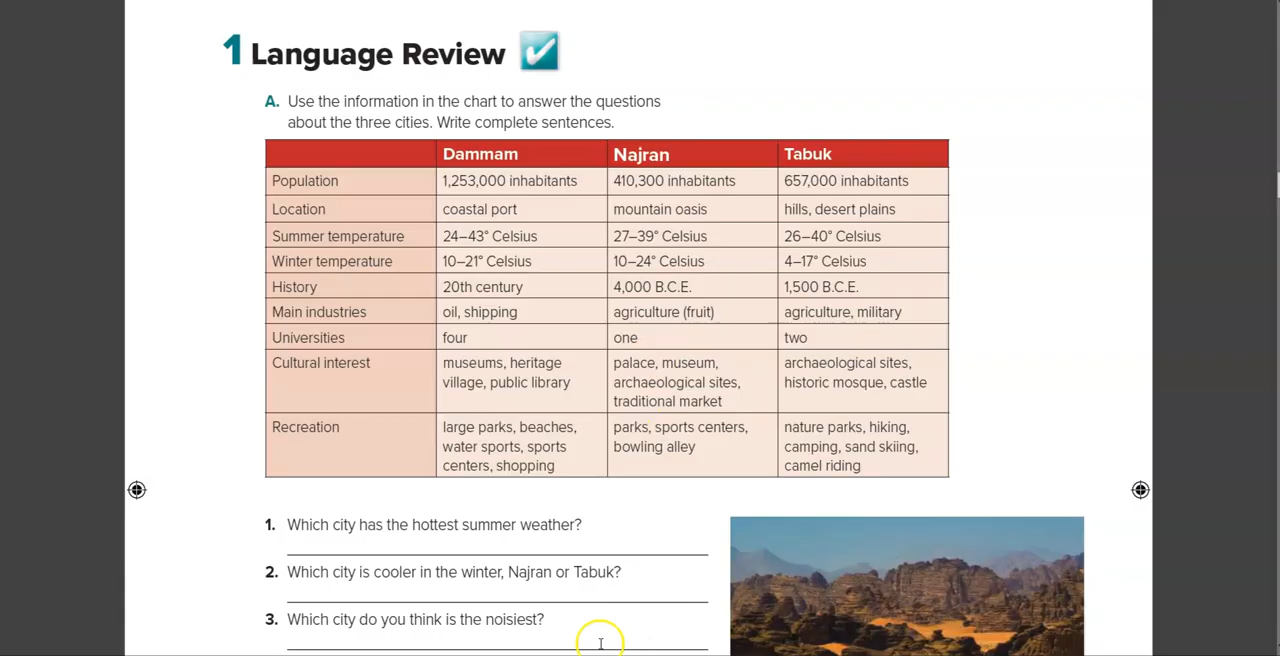 1 Language Review
A. Use the information in the chart to answer the questions
about the three cities. Write complete sentences.
Dammam Najran Tabuk
Population 1,253,000 inhabitants 410,300 inhabitants 657,000 inhabitants
Location coastal port mountain oasis hills, desert plains
Summer temperature 24–43° Celsius 27–39° Celsius 26–40° Celsius
Winter temperature 10–21° Celsius 10–24° Celsius 4–17° Celsius
History 20th century 4,000 B.C.E. 1,500 B.C.E.
Main industries oil, shipping agriculture (fruit) agriculture, military
Universities four one two
Cultural interest museums, heritage palace, museum, archaeological sites,
village, public library archaeological sites, historic mosque, castle
traditional market
Recreation large parks, beaches, parks, sports centers, nature parks, hiking,
water sports, sports bowling alley camping, sand skiing,
centers, shopping camel riding
1. Which city has the hottest summer weather?
2. Which city is cooler in the winter, Najran or Tabuk?
3. Which city do you think is the noisiest?